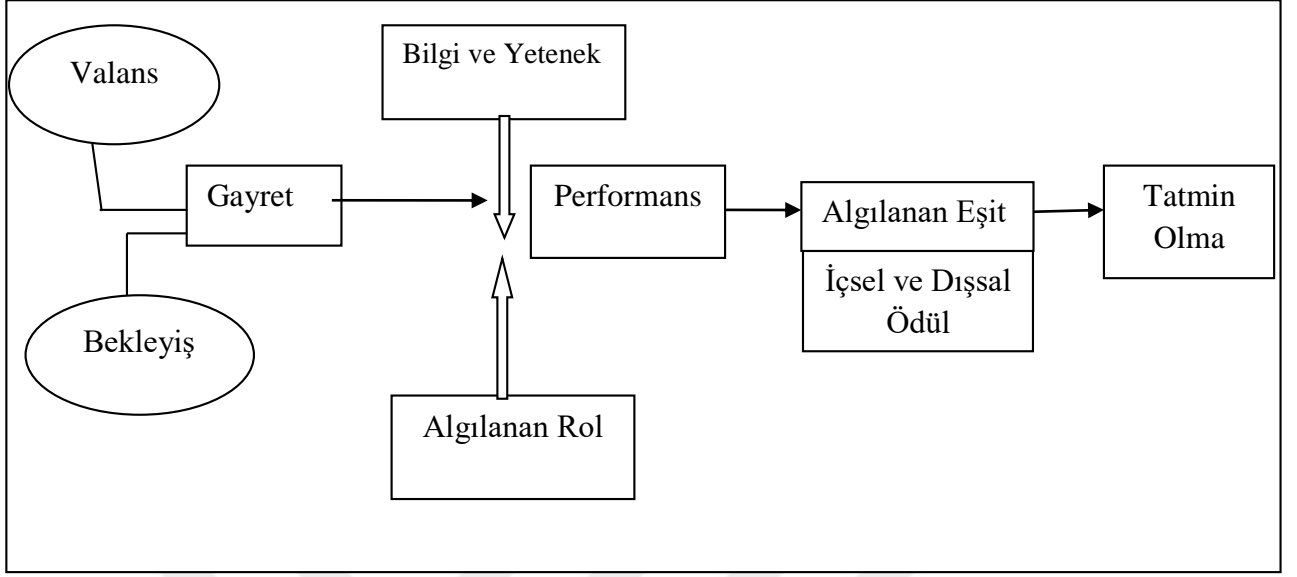 Valans
Bilgi ve Yetenek
Gayret
Performans
Algılanan Eşit
Tatmin
Olma
İçsel ve Dışsal
Ödül
Bekleyiş
Algılanan Rol